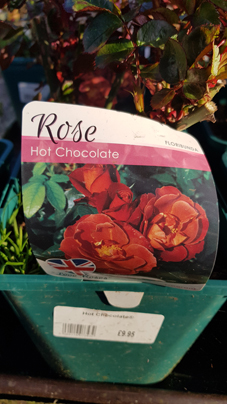 Rose
FLORIBUNDA
Hot Chocolate
Hot Chocolate
£9.95